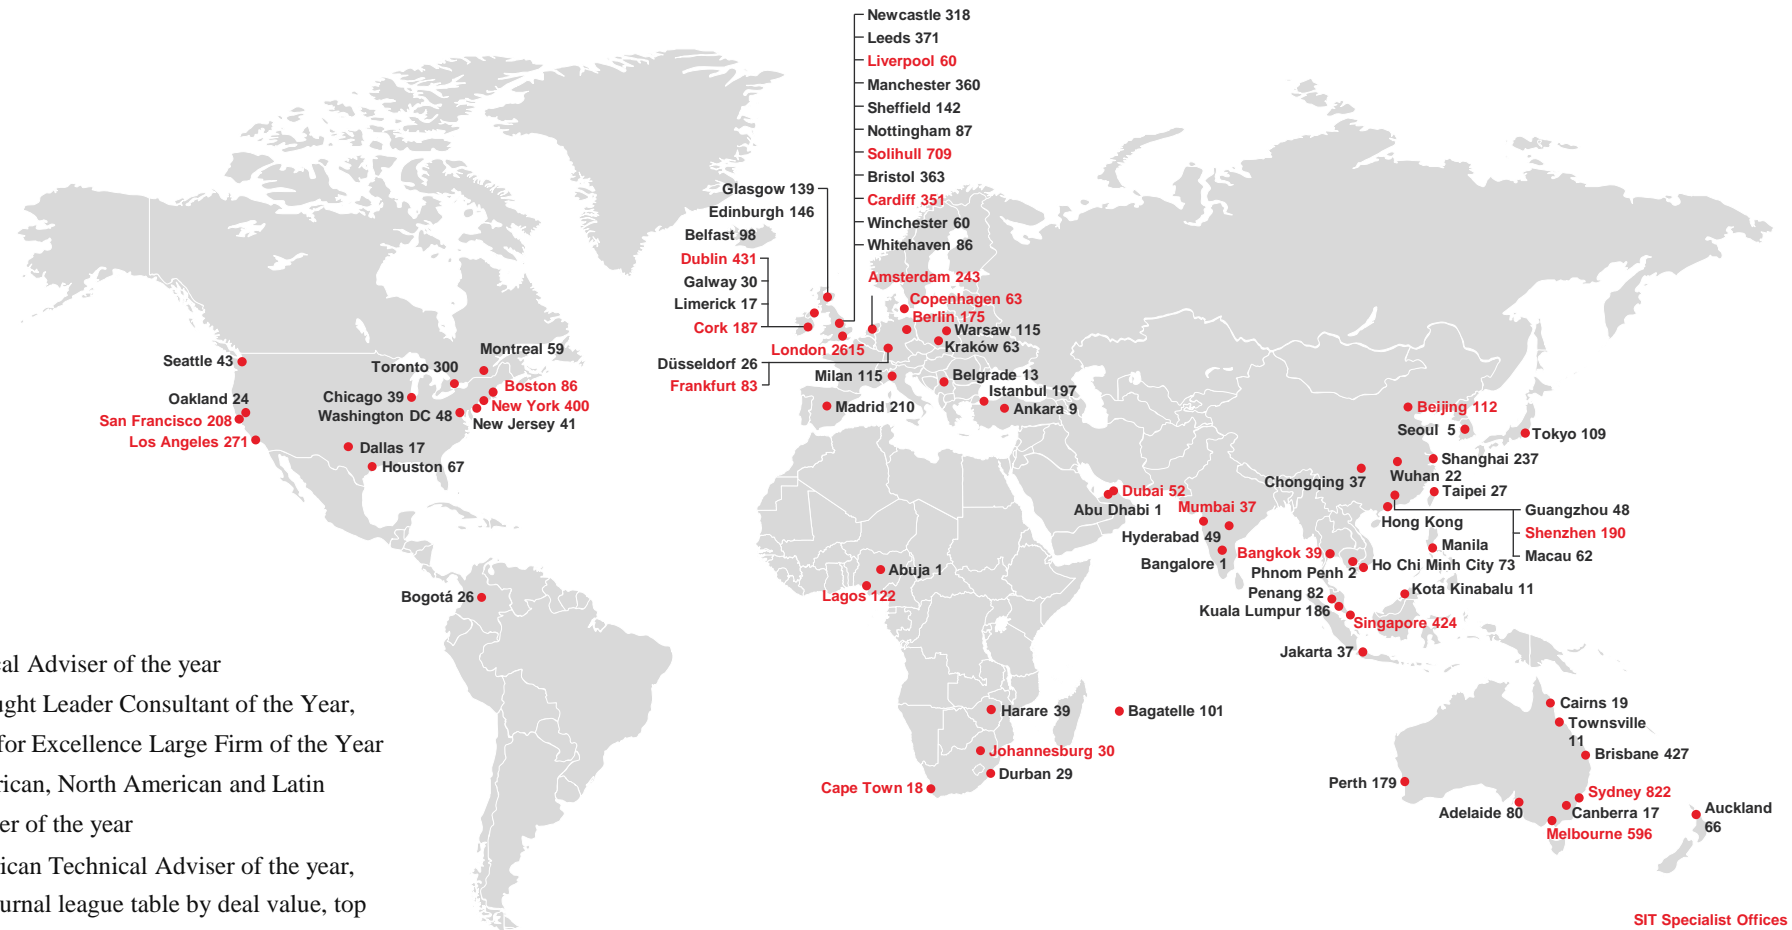 Newcastle 318
Leeds 371
Liverpool 60
Manchester 360
Sheffield 142
Nottingham 87
Solihull 709
Bristol 363
Cardiff 351
Winchester 60
Whitehaven 86
Glasgow 139
Edinburgh 146
Belfast 98
Dublin 431
Galway 30
Limerick 17
Cork 187
Amsterdam 243
Copenhagen 63
Berlin 175
Warsaw 115
Kraków 63
London 2615
Düsseldorf 26
Frankfurt 83
Milan 115
Belgrade 13
Istanbul 197
Ankara 9
Madrid 210
Seattle 43
Montreal 59
Toronto 300
Boston 86
Oakland 24
Chicago 39
New York 400
San Francisco 208
Washington DC 48
New Jersey 41
Los Angeles 271
Dallas 17
Houston 67
Bogotá 26
Beijing 112
Seoul 5
Tokyo 109
Shanghai 237
Wuhan 22
Chongqing 37
Taipei 27
Dubai 52
Abu Dhabi 1
Mumbai 37
Guangzhou 48
Hong Kong
Shenzhen 190
Macau 62
Hyderabad 49
Bangalore 1
Bangkok 39
Manila
Phnom Penh 2
Ho Chi Minh City 73
Penang 82
Kota Kinabalu 11
Kuala Lumpur 186
Singapore 424
Jakarta 37
Abuja 1
Lagos 122
Harare 39
Bagatelle 101
Johannesburg 30
Durban 29
Cape Town 18
Cairns 19
Townsville
11
Brisbane 427
Perth 179
Sydney 822
Adelaide 80
Canberra 17
Melbourne 596
Auckland
66
cal Adviser of the year
ught Leader Consultant of the Year,
for Excellence Large Firm of the Year
rican, North American and Latin
er of the year
rican Technical Adviser of the year,
urnal league table by deal value, top
SIT Specialist Offices